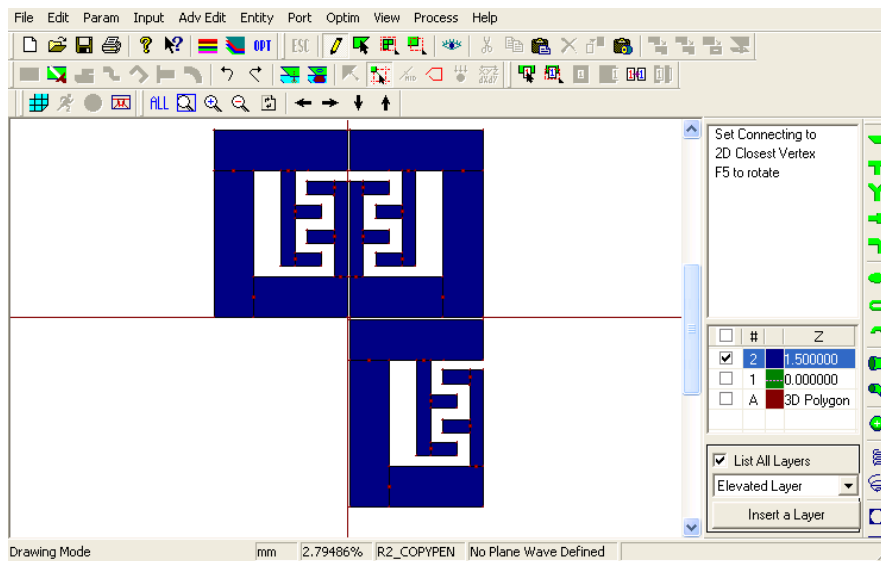 File Edit Param Input Adv Edit Entity Port Optim View Process Help
OPT ESC
ALL
Set Connecting to
2D Closest Vertex
F5 to rotate
# Z
2 1.500000
1 0.000000
A 3D Polygon
List All Layers
Elevated Layer
Insert a Layer
Drawing Mode mm 2.79486% R2_COPYPEN No Plane Wave Defined